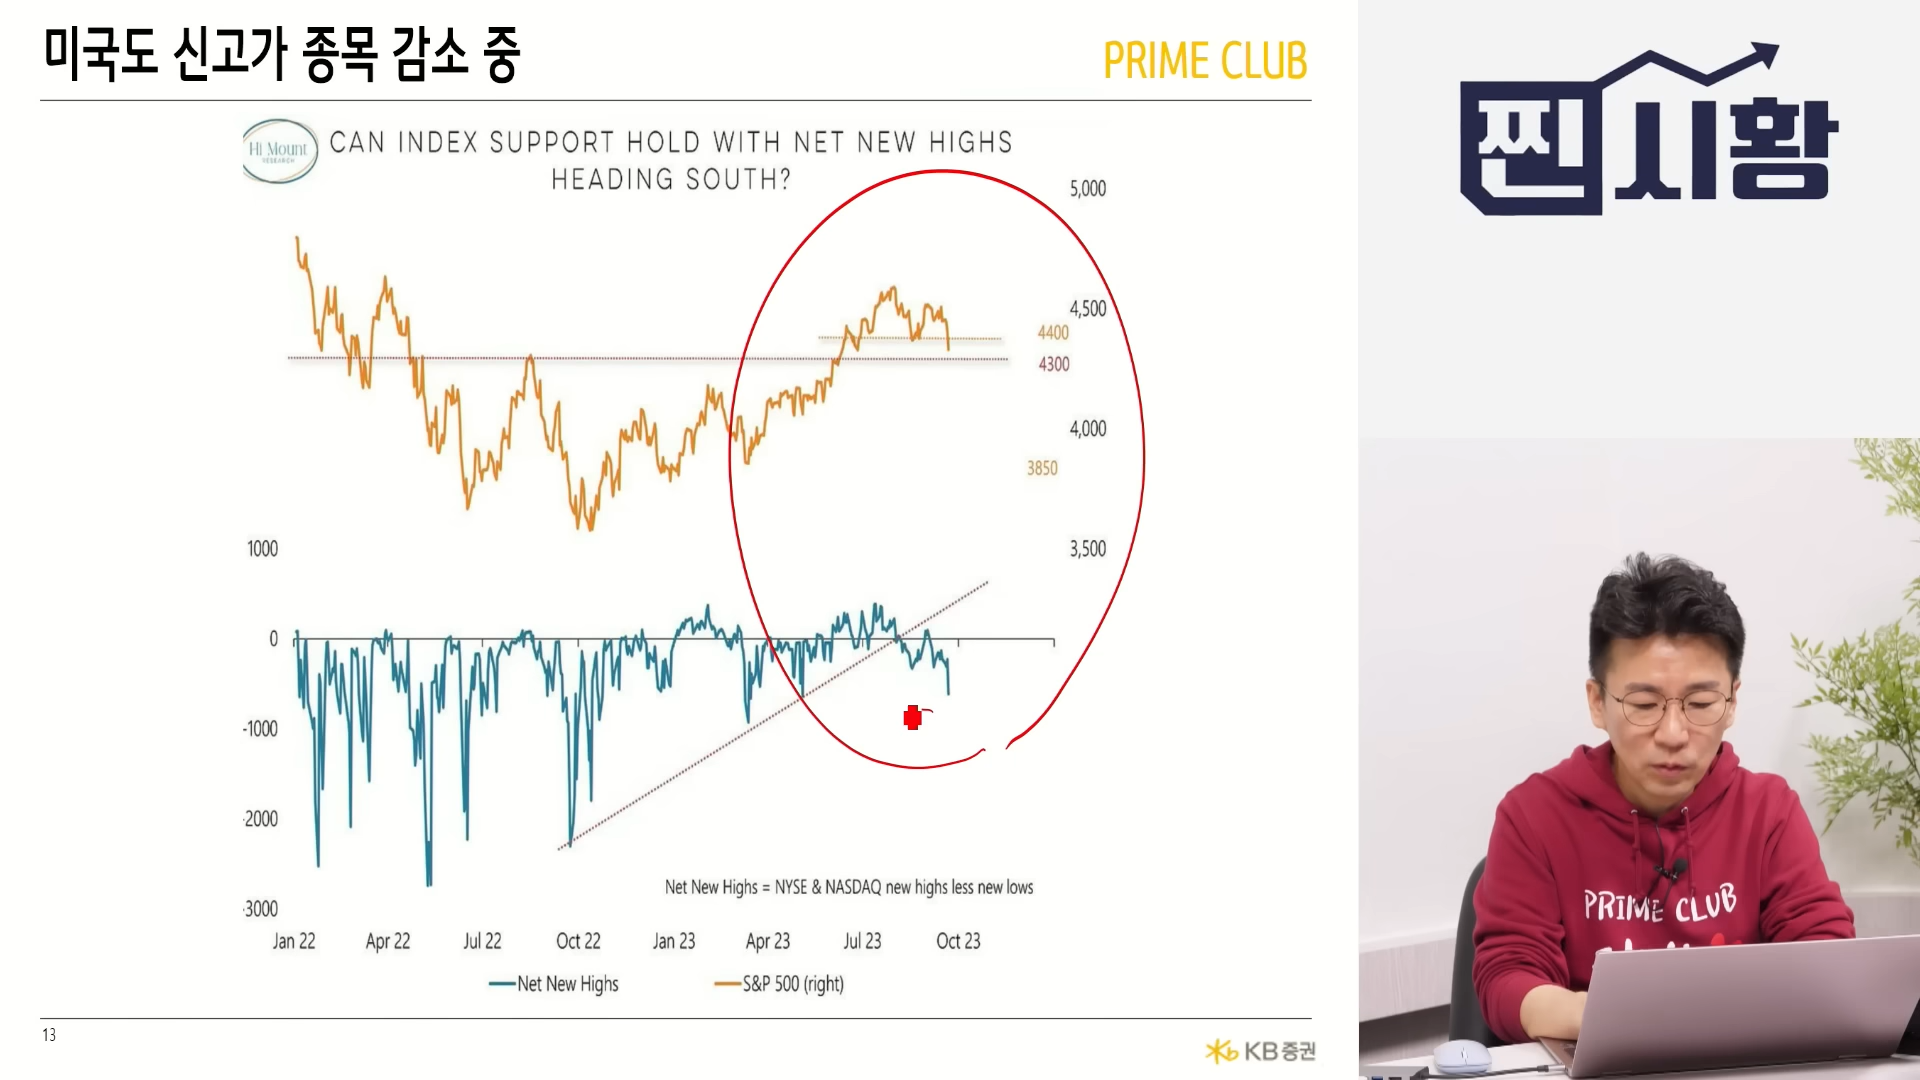 미국도 신고가 종목 감소 중
PRIME CLUB
찐시황
Hi Mount
RESEARCH
CAN INDEX SUPPORT HOLD WITH NET NEW HIGHS
HEADING SOUTH?
5,000
4,500
4400
4300
4,000
3850
3,500
1000
0
-1000
-2000
-3000
Net New Highs = NYSE & NASDAQ new highs less new lows
Jan 22 Apr 22 Jul 22 Oct 22 Jan 23 Apr 23 Jul 23 Oct 23
Net New Highs S&P 500 (right)
13
KB증권
PRIME CLUB